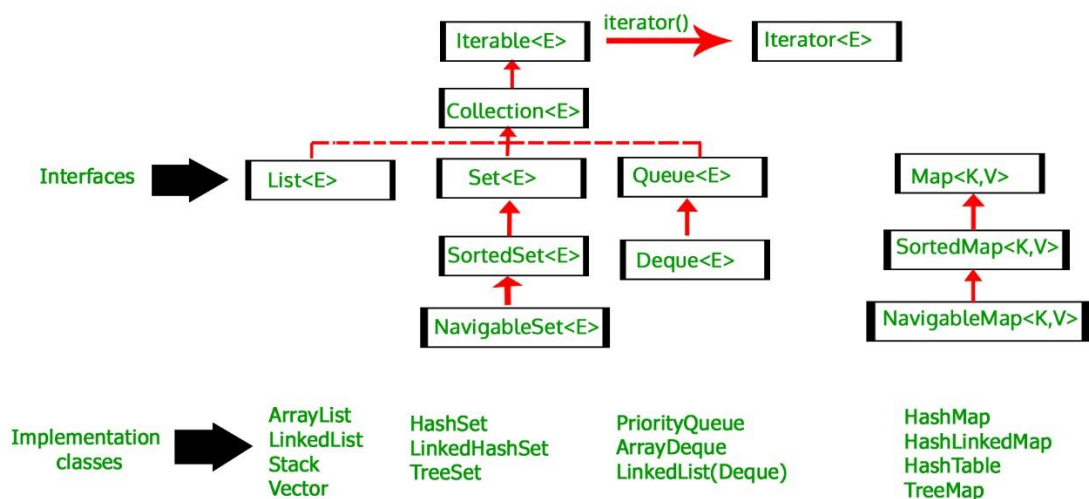 iterator()
Iterable<E>
Iterator<E>
Collection<E>
Interfaces
List<E>
Set<E>
Queue<E>
Map<K,V>
SortedSet<E>
Deque<E>
SortedMap<K,V>
NavigableSet<E>
NavigableMap<K,V>
Implementation
classes
ArrayList
LinkedList
Stack
Vector
HashSet
LinkedHashSet
TreeSet
PriorityQueue
ArrayDeque
LinkedList(Deque)
HashMap
HashLinkedMap
HashTable
TreeMap